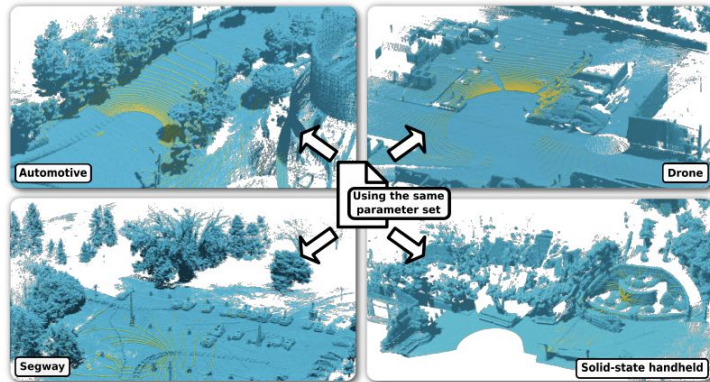 Automotive
Drone
Using the same
parameter set
Segway
Solid-state handheld